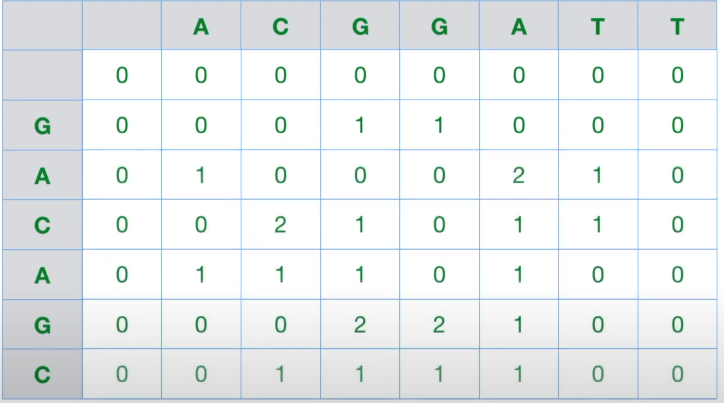 A C G G A T T
0 0 0 0 0 0 0 0
G 0 0 0 1 1 0 0 0
A 0 1 0 0 0 2 1 0
C 0 0 2 1 0 1 1 0
A 0 1 1 1 0 1 0 0
G 0 0 0 2 2 1 0 0
C 0 0 1 1 1 1 0 0